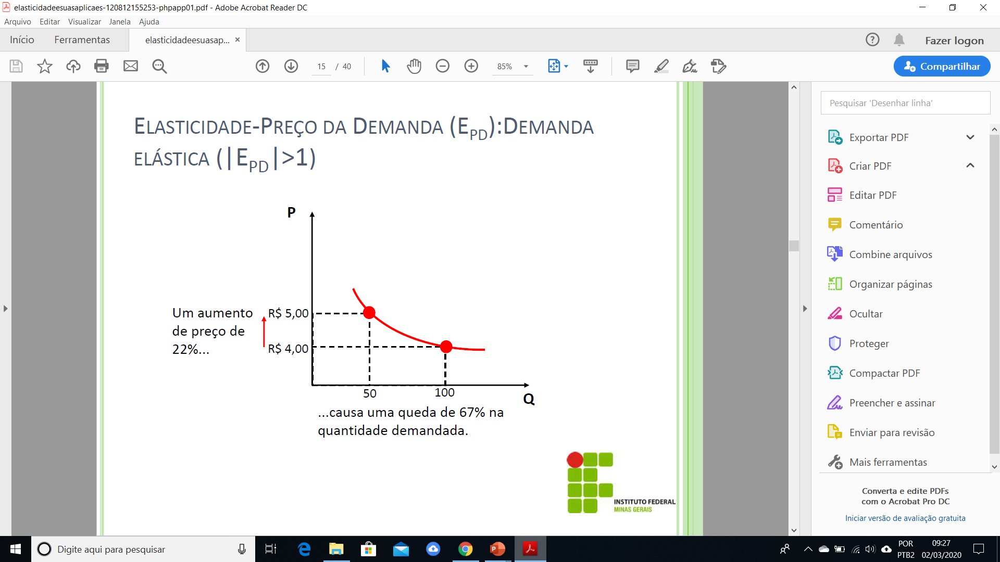 elasticidadeesuasaplicaes-120812155253-phpapp01.pdf - Adobe Acrobat Reader DC
Arquivo Editar Visualizar Janela Ajuda
Início Ferramentas elasticidadeesuasap... × Fazer logon
15 / 40 85% Compartilhar
ELASTICIDADE-PREÇO DA DEMANDA (EPD):DEMANDA
ELÁSTICA (|EPD|>1)
P
Um aumento
de preço de
22%...
R$ 5,00
R$ 4,00
50 100
Q
...causa uma queda de 67% na
quantidade demandada.
INSTITUTO FEDERAL
MINAS GERAIS
Pesquisar 'Desenhar linha'
Exportar PDF
Criar PDF
Editar PDF
Comentário
Combine arquivos
Organizar páginas
Ocultar
Proteger
Compactar PDF
Preencher e assinar
Enviar para revisão
Mais ferramentas
Converta e edite PDFs
com o Acrobat Pro DC
Iniciar versão de avaliação gratuita
Digite aqui para pesquisar
POR
PTB2
09:27
02/03/2020